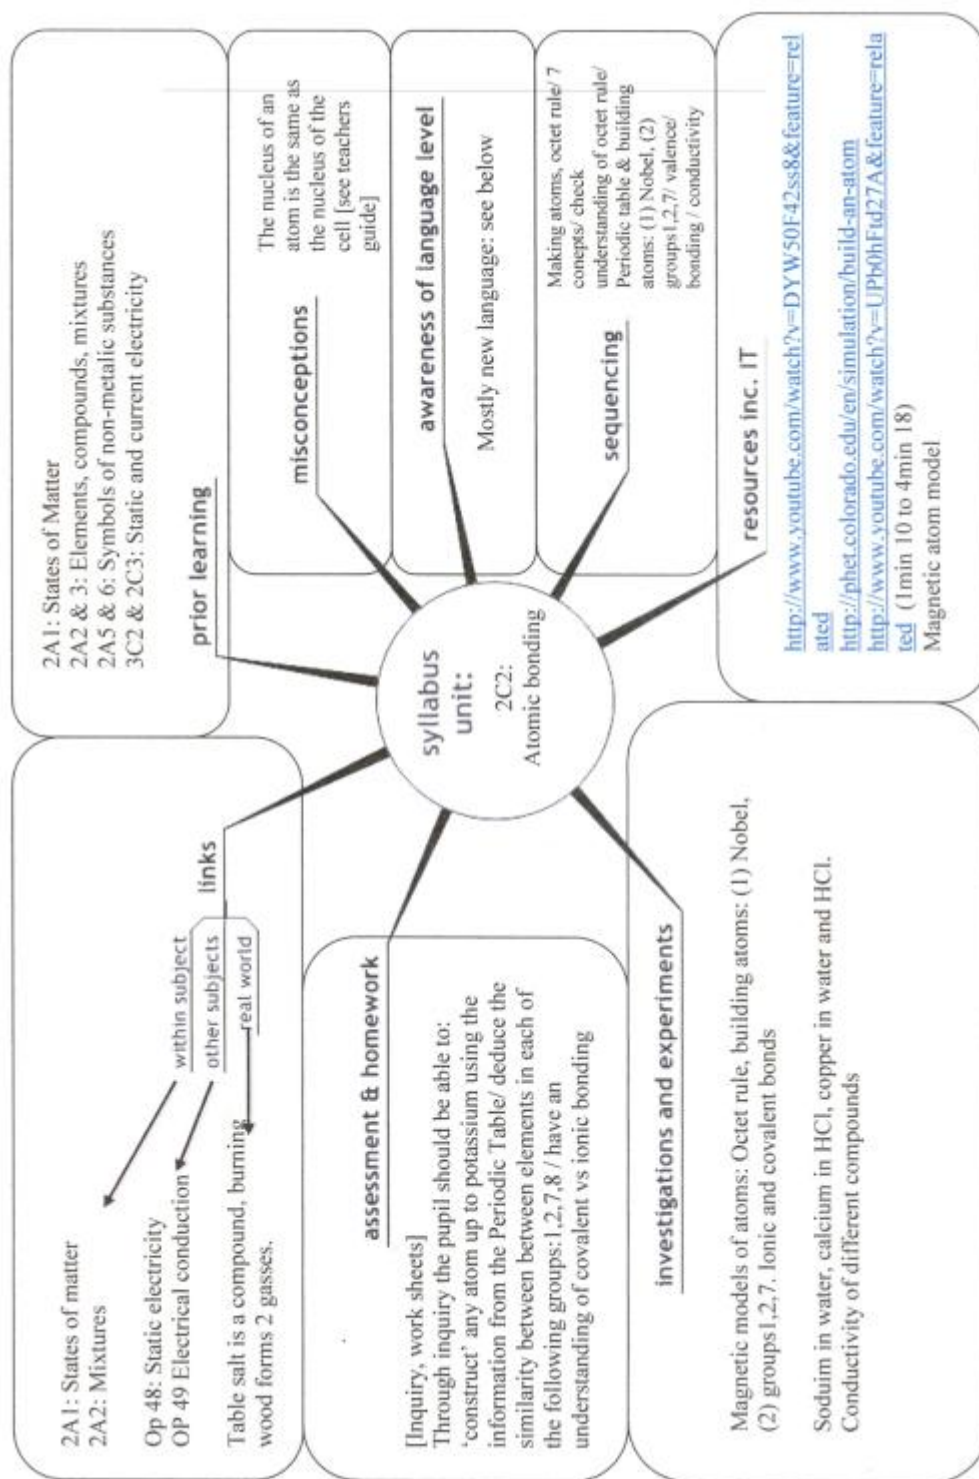 2A1: States of matter
2A2: Mixtures
Op 48: Static electricity
OP 49 Electrical conduction
Table salt is a compound, burning
wood forms 2 gasses.
within subject
other subjects
real world
links
2A1: States of Matter
2A2 & 3: Elements, compounds, mixtures
2A5 & 6: Symbols of non-metalic substances
3C2 & 2C3: Static and current electricity
prior learning
The nucleus of an
atom is the same as
the nucleus of the
cell [see teachers
guide]
misconceptions
awareness of language level
Mostly new language: see below
Making atoms, octet rule/ 7
conepts/ check
understanding of octet rule/
Periodic table & building
atoms: (1) Nobel, (2)
groups1,2,7/ valence/
bonding / conductivity
sequencing
resources inc. IT
http://www.youtube.com/watch?v=DYW50F42ss8&feature=rel
ated
http://phet.colorado.edu/en/simulation/build-an-atom
http://www.youtube.com/watch?v=UPb0hFtd27A&feature=rela
ted (1min 10 to 4min 18)
Magnetic atom model
syllabus
unit:
2C2:
Atomic bonding
assessment & homework
[Inquiry, work sheets]
Through inquiry the pupil should be able to:
‘construct’ any atom up to potassium using the
information from the Periodic Table/ deduce the
similarity between between elements in each of
the following groups:1,2,7,8 / have an
understanding of covalent vs ionic bonding
investigations and experiments
Magnetic models of atoms: Octet rule, building atoms: (1) Nobel,
(2) groups1,2,7. Ionic and covalent bonds
Soduim in water, calcium in HCl, copper in water and HCl.
Conductivity of different compounds